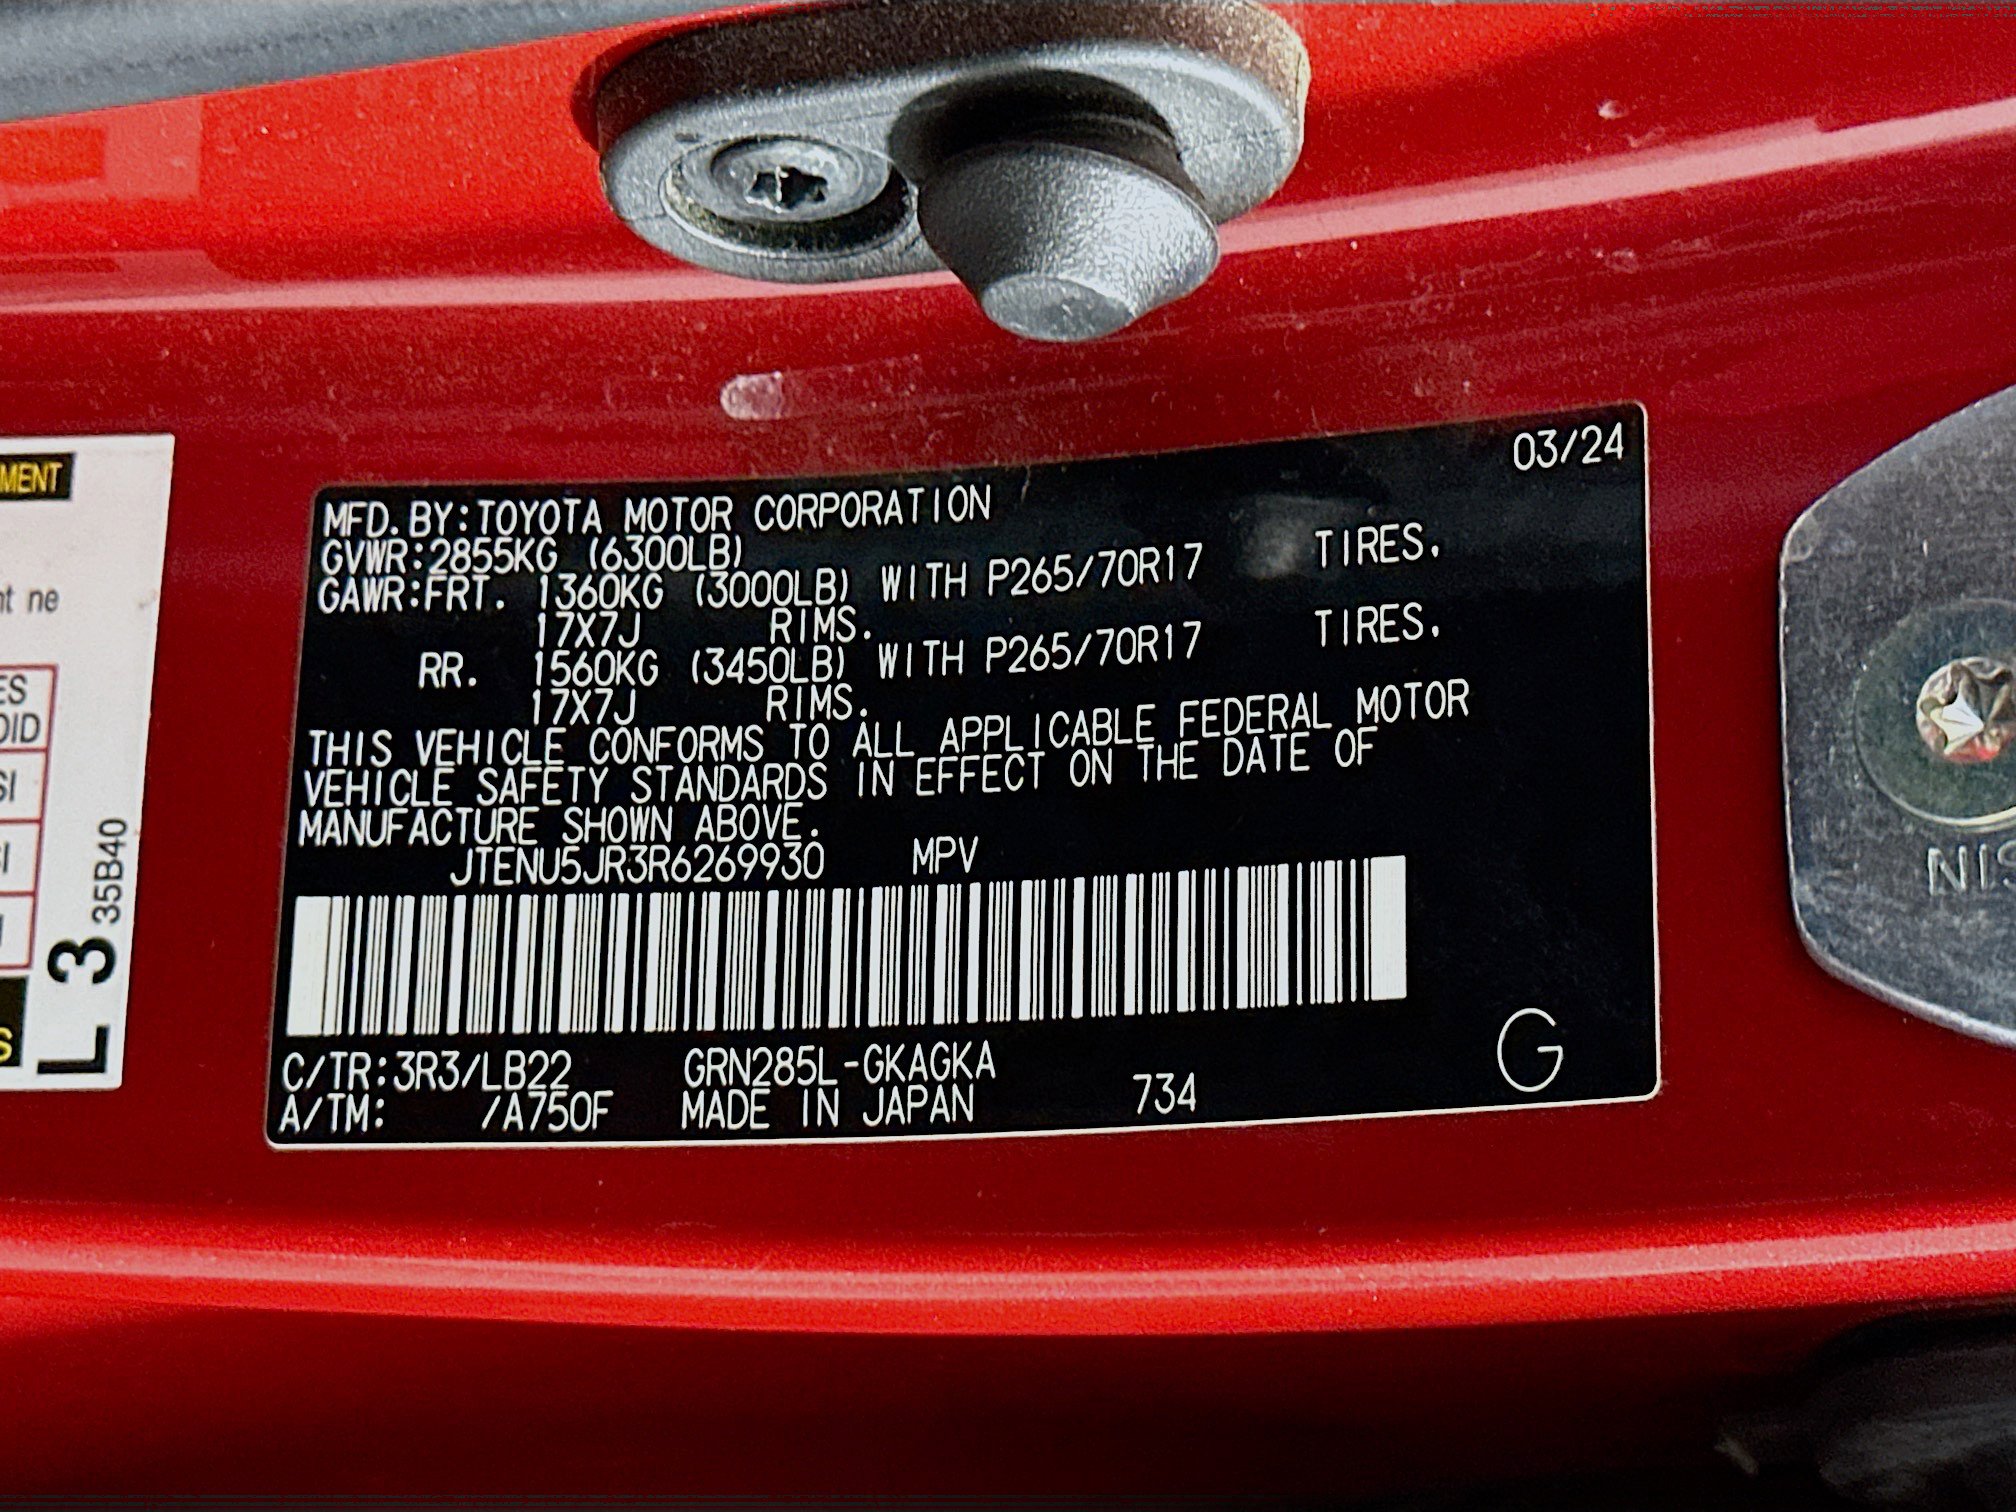 03/24
MFD. BY:TOYOTA MOTOR CORPORATION
GVWR:2855KG (6300LB)
GAWR:FRT. 1360KG (3000LB) WITH P265/70R17 TIRES.
17X7J RIMS.
RR. 1560KG (3450LB) WITH P265/70R17 TIRES.
17X7J RIMS.
THIS VEHICLE CONFORMS TO ALL APPLICABLE FEDERAL MOTOR
VEHICLE SAFETY STANDARDS IN EFFECT ON THE DATE OF
MANUFACTURE SHOWN ABOVE.
JTENU5JR3R6269930 MPV
C/TR:3R3/LB22 GRN285L-GKAGKA
A/TM: /A750F MADE IN JAPAN 734
G
ne
L 3 35B40